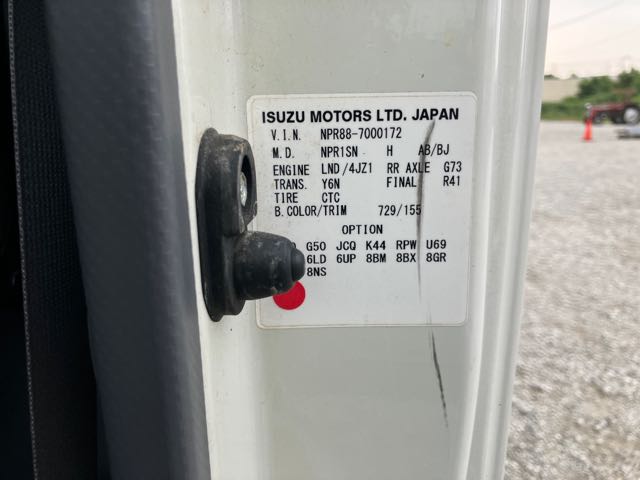 ISUZU MOTORS LTD. JAPAN
V.I.N. NPR88-7000172
M.D. NPR1SN H AB/BJ
ENGINE LND/4JZ1 RR AXLE G73
TRANS. Y6N FINAL R41
TIRE CTC
B.COLOR/TRIM 729/155
OPTION
G50 JCQ K44 RPW U69
6LD 6UP 8BM 8BX 8GR
8NS